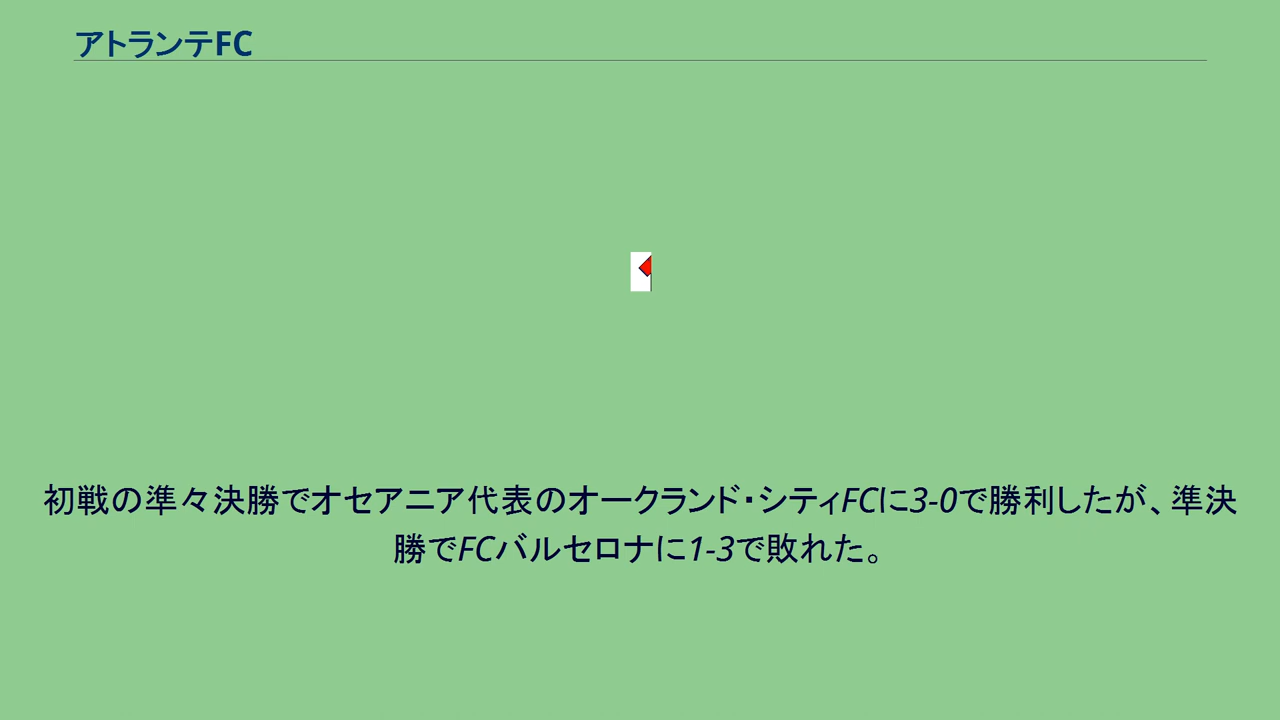 アトランテFC
初戦の準々決勝でオセアニア代表のオークランド・シティFCに3-0で勝利したが、準決
勝でFCバルセロナに1-3で敗れた。